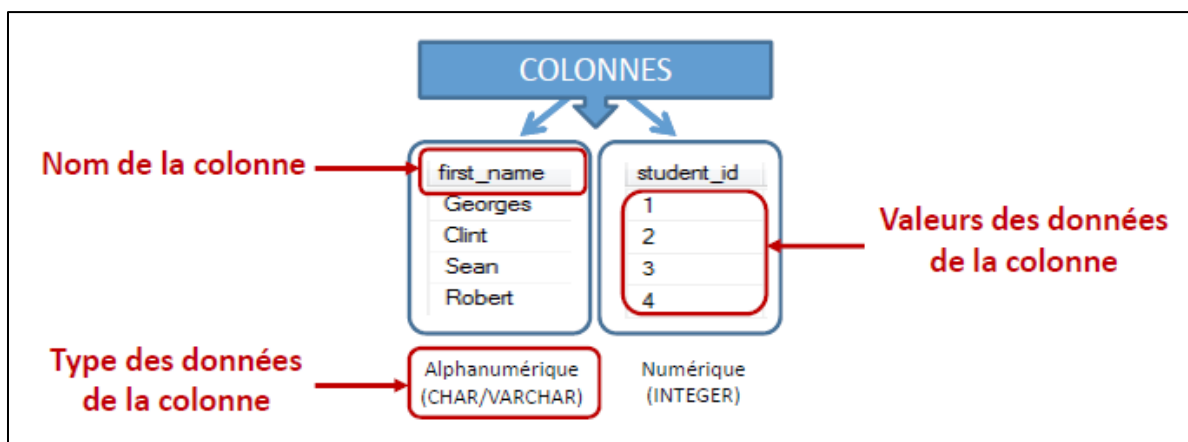 COLONNES
Nom de la colonne
first_name
Georges
Clint
Sean
Robert
student_id
1
2
3
4
Valeurs des données
de la colonne
Type des données
de la colonne
Alphanumérique
(CHAR/VARCHAR)
Numérique
(INTEGER)